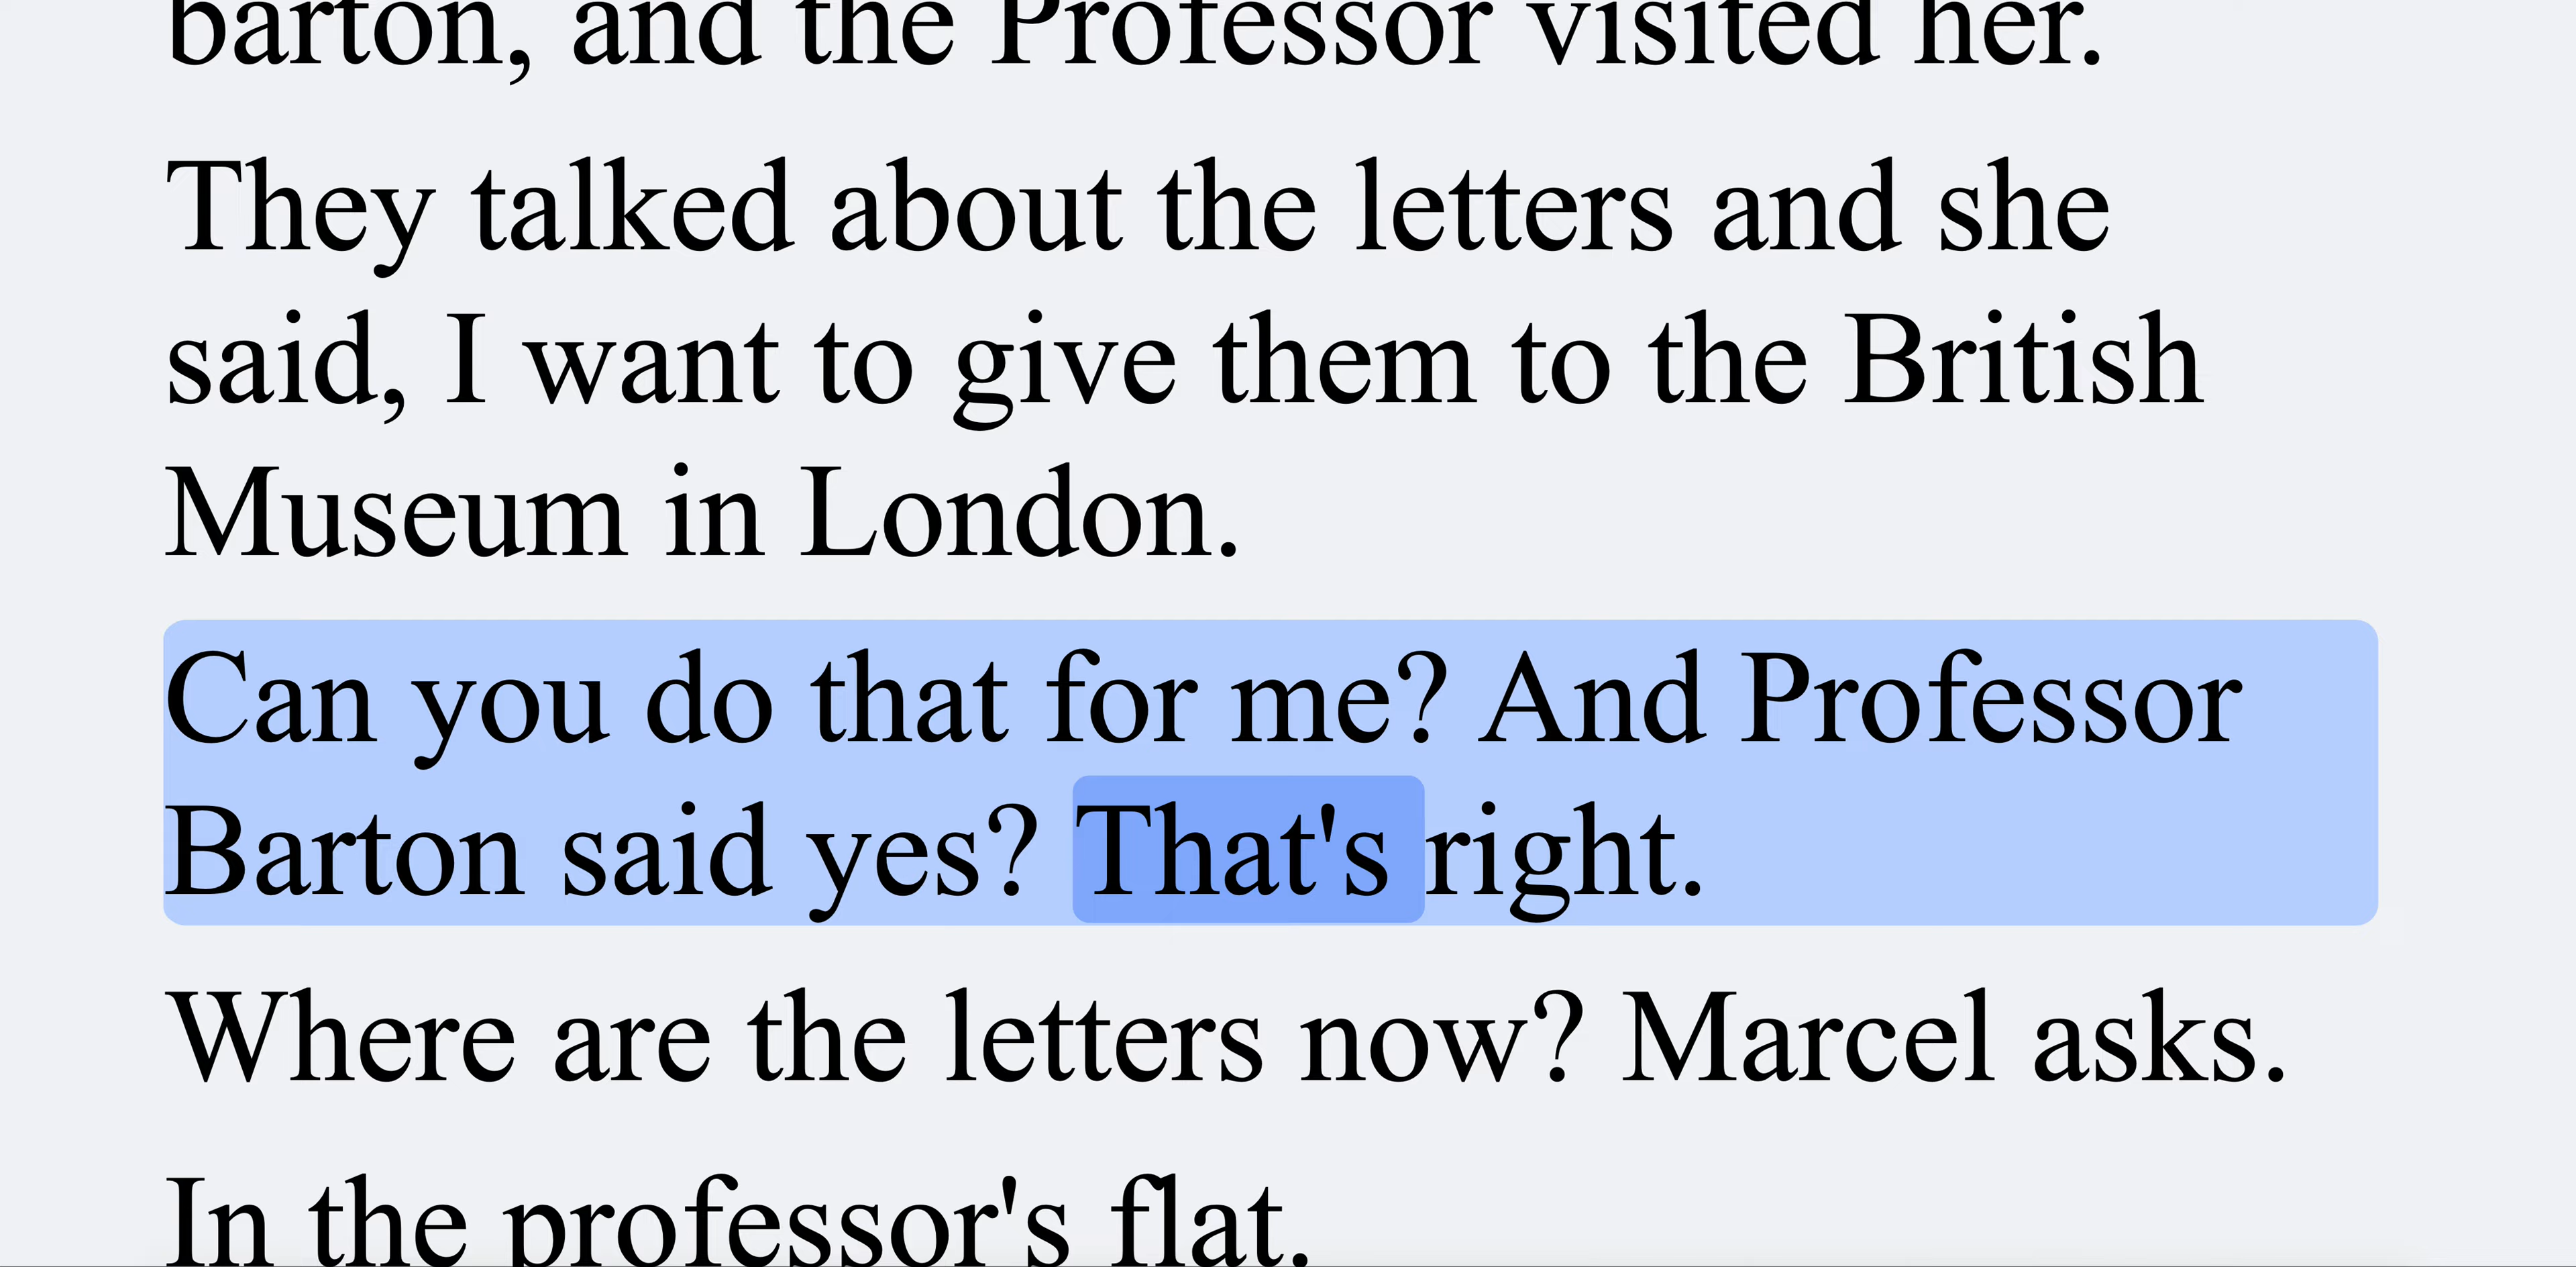 barton, and the Professor visited her.
They talked about the letters and she
said, I want to give them to the British
Museum in London.
Can you do that for me? And Professor
Barton said yes? That's right.
Where are the letters now? Marcel asks.
In the professor's flat.